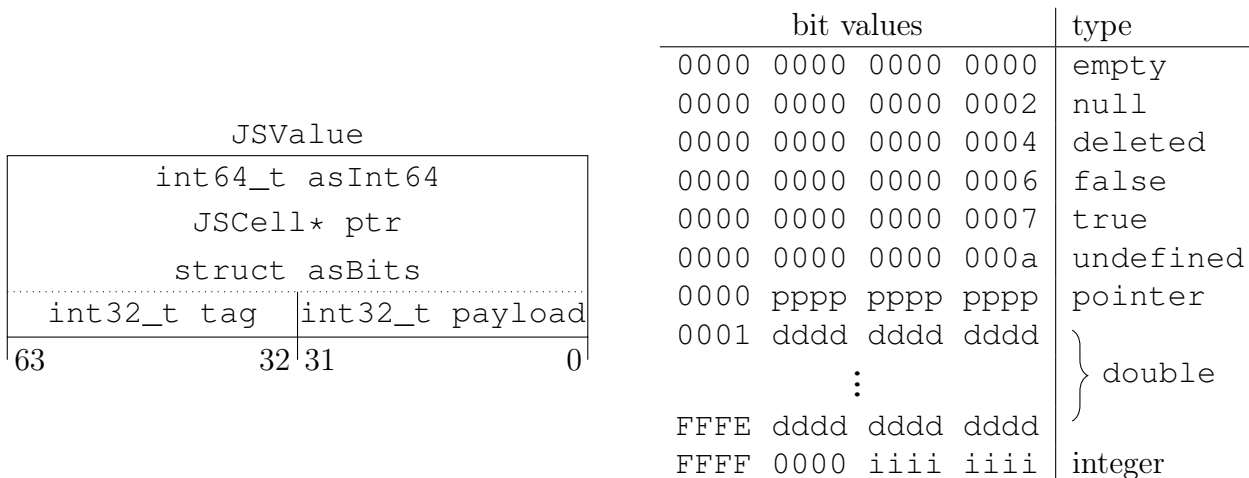 JSValue
int64_t asInt64
JSCell* ptr
struct asBits
int32_t tag int32_t payload
63 32 31 0
bit values type
0000 0000 0000 0000 empty
0000 0000 0000 0002 null
0000 0000 0000 0004 deleted
0000 0000 0000 0006 false
0000 0000 0000 0007 true
0000 0000 0000 000a undefined
0000 pppp pppp pppp pointer
0001 dddd dddd dddd
⋮ double
FFFE dddd dddd dddd
FFFF 0000 iiii iiii integer